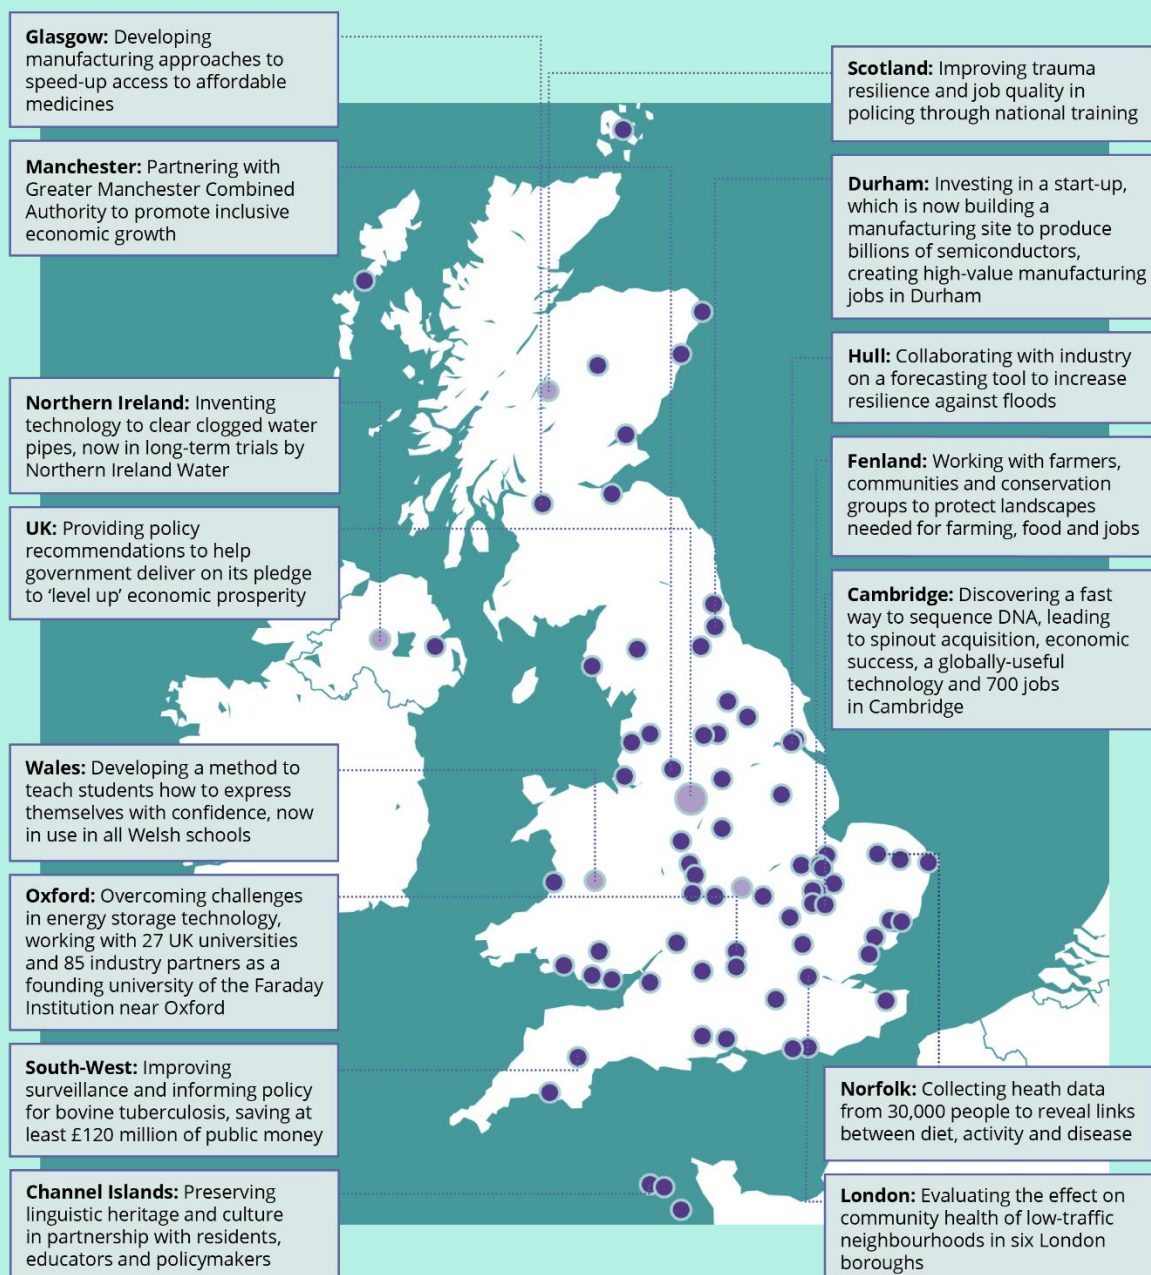 Glasgow: Developing
manufacturing approaches to
speed-up access to affordable
medicines
Manchester: Partnering with
Greater Manchester Combined
Authority to promote inclusive
economic growth
Northern Ireland: Inventing
technology to clear clogged water
pipes, now in long-term trials by
Northern Ireland Water
UK: Providing policy
recommendations to help
government deliver on its pledge
to ‘level up’ economic prosperity
Wales: Developing a method to
teach students how to express
themselves with confidence, now
in use in all Welsh schools
Oxford: Overcoming challenges
in energy storage technology,
working with 27 UK universities
and 85 industry partners as a
founding university of the Faraday
Institution near Oxford
South-West: Improving
surveillance and informing policy
for bovine tuberculosis, saving at
least £120 million of public money
Channel Islands: Preserving
linguistic heritage and culture
in partnership with residents,
educators and policymakers
Scotland: Improving trauma
resilience and job quality in
policing through national training
Durham: Investing in a start-up,
which is now building a
manufacturing site to produce
billions of semiconductors,
creating high-value manufacturing
jobs in Durham
Hull: Collaborating with industry
on a forecasting tool to increase
resilience against floods
Fenland: Working with farmers,
communities and conservation
groups to protect landscapes
needed for farming, food and jobs
Cambridge: Discovering a fast
way to sequence DNA, leading
to spinout acquisition, economic
success, a globally-useful
technology and 700 jobs
in Cambridge
Norfolk: Collecting heath data
from 30,000 people to reveal links
between diet, activity and disease
London: Evaluating the effect on
community health of low-traffic
neighbourhoods in six London
boroughs